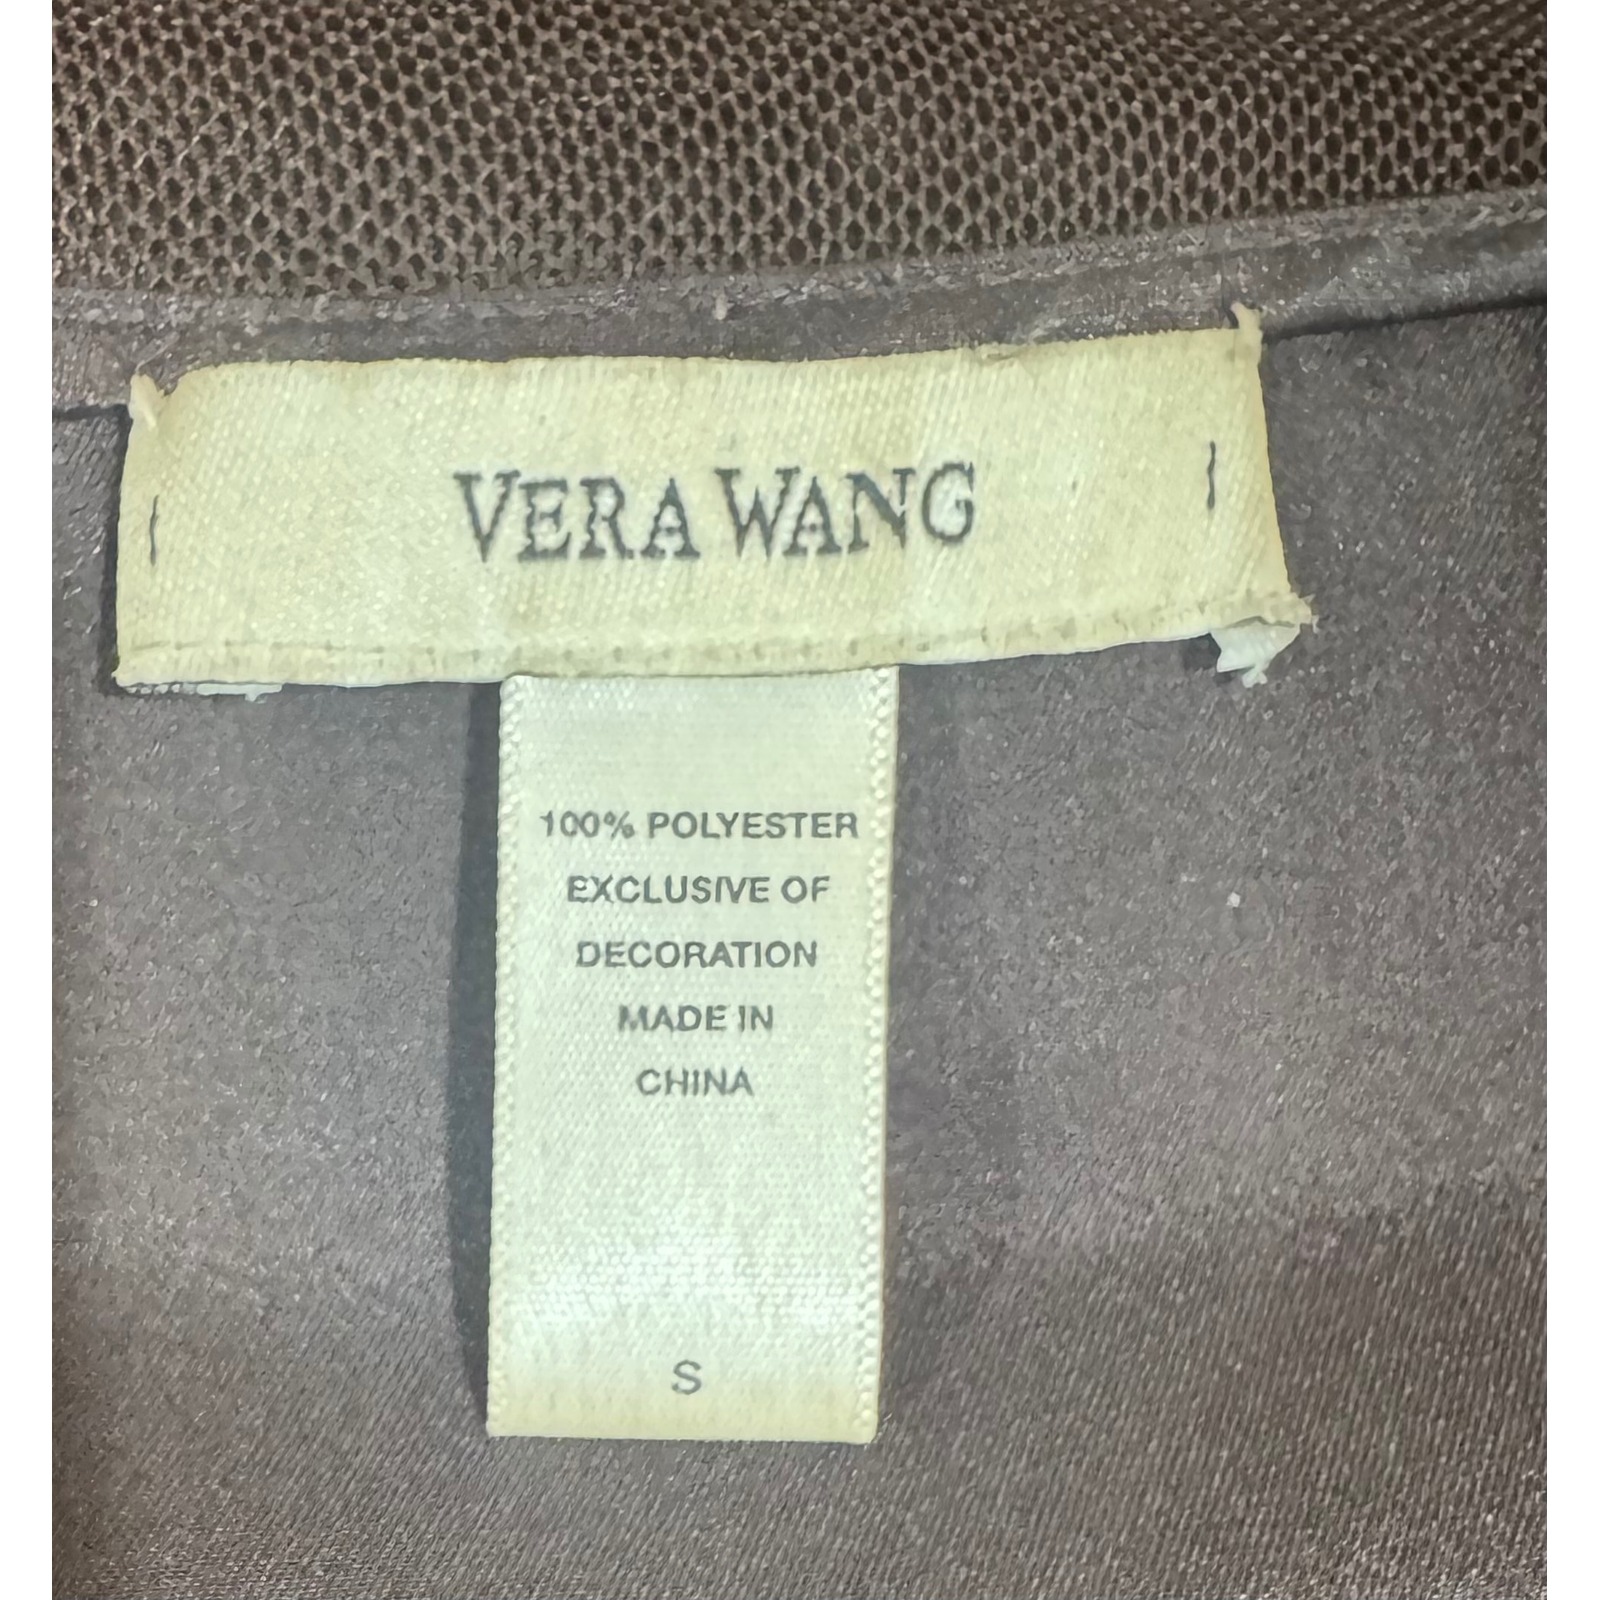 VERA WANG
100% POLYESTER
EXCLUSIVE OF
DECORATION
MADE IN
CHINA
S